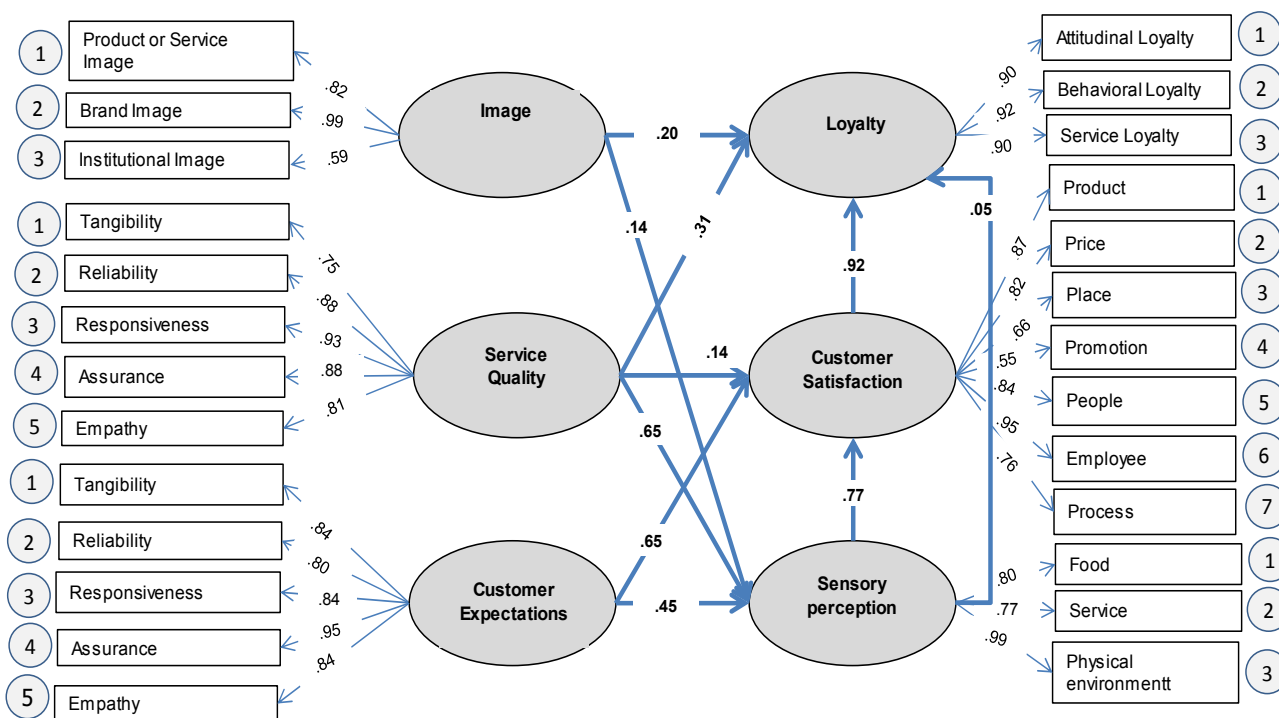 1
Product or Service
Image
2
Brand Image
3
Institutional Image
.82
.99
.59
Image
1
Tangibility
2
Reliability
3
Responsiveness
4
Assurance
5
Empathy
.75
.88
.93
.88
.81
Service
Quality
1
Tangibility
2
Reliability
3
Responsiveness
4
Assurance
5
Empathy
.84
.80
.84
.95
.84
Customer
Expectations
.20
.14
.31
.14
.65
.65
.45
Loyalty
.92
.05
Customer
Satisfaction
.77
Sensory
perception
.90
.92
.90
Attitudinal Loyalty
1
Behavioral Loyalty
2
Service Loyalty
3
.87
.82
.66
.55
.84
.95
.76
Product
1
Price
2
Place
3
Promotion
4
People
5
Employee
6
Process
7
.80
.77
.99
Food
1
Service
2
Physical
environmentt
3